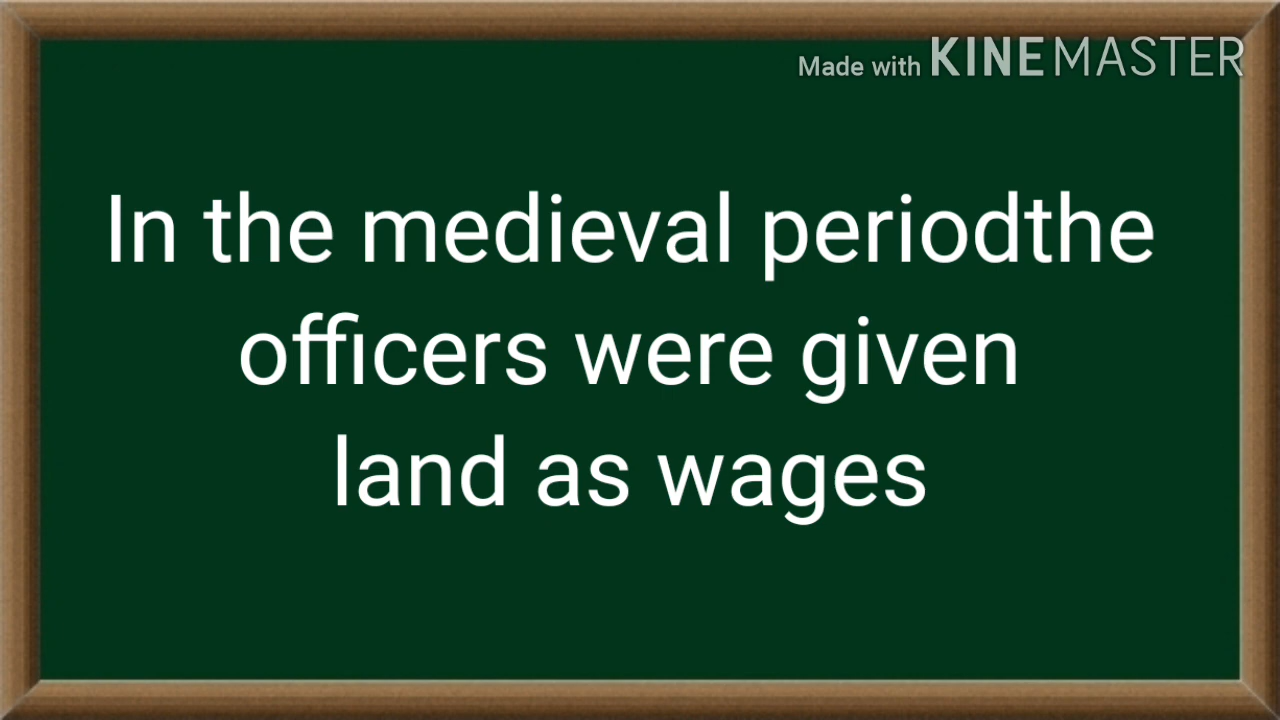 Made with KINEMASTER
In the medieval periodthe
officers were given
land as wages